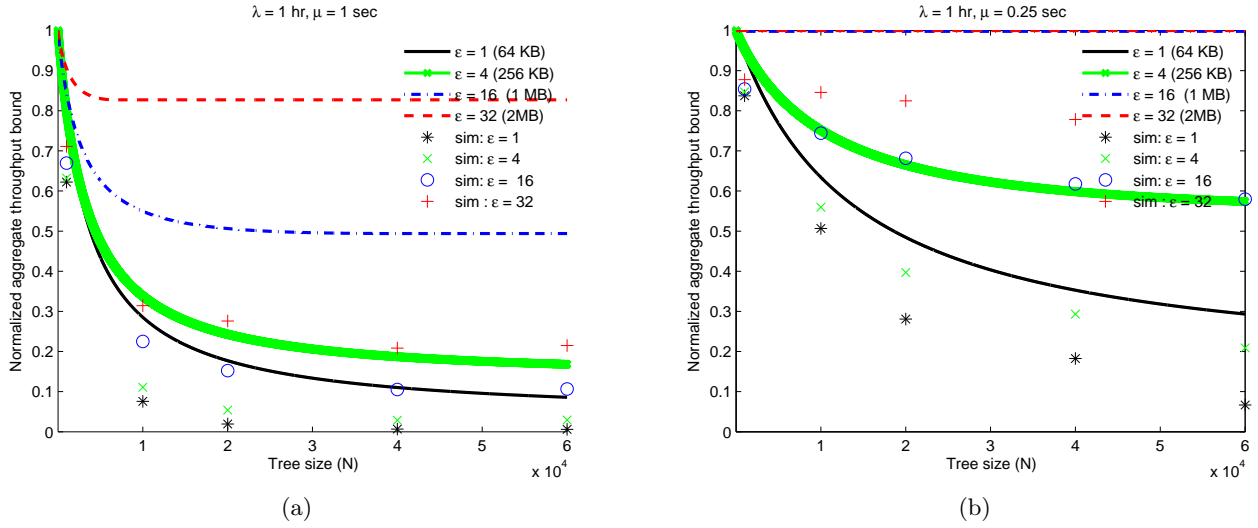 λ = 1 hr, μ = 1 sec
1
0.9
0.8
0.7
0.6
0.5
0.4
0.3
0.2
0.1
0
Normalized aggregate throughput bound
ε = 1 (64 KB)
ε = 4 (256 KB)
ε = 16 (1 MB)
ε = 32 (2MB)
sim: ε = 1
sim: ε = 4
sim: ε = 16
sim : ε = 32
1 2 3 4 5 6
Tree size (N)
x 10^4
(a)
λ = 1 hr, μ = 0.25 sec
1
0.9
0.8
0.7
0.6
0.5
0.4
0.3
0.2
0.1
0
Normalized aggregate throughput bound
ε = 1 (64 KB)
ε = 4 (256 KB)
ε = 16 (1 MB)
ε = 32 (2MB)
sim: ε = 1
sim: ε = 4
sim: ε = 16
sim : ε = 32
1 2 3 4 5 6
Tree size (N)
x 10^4
(b)